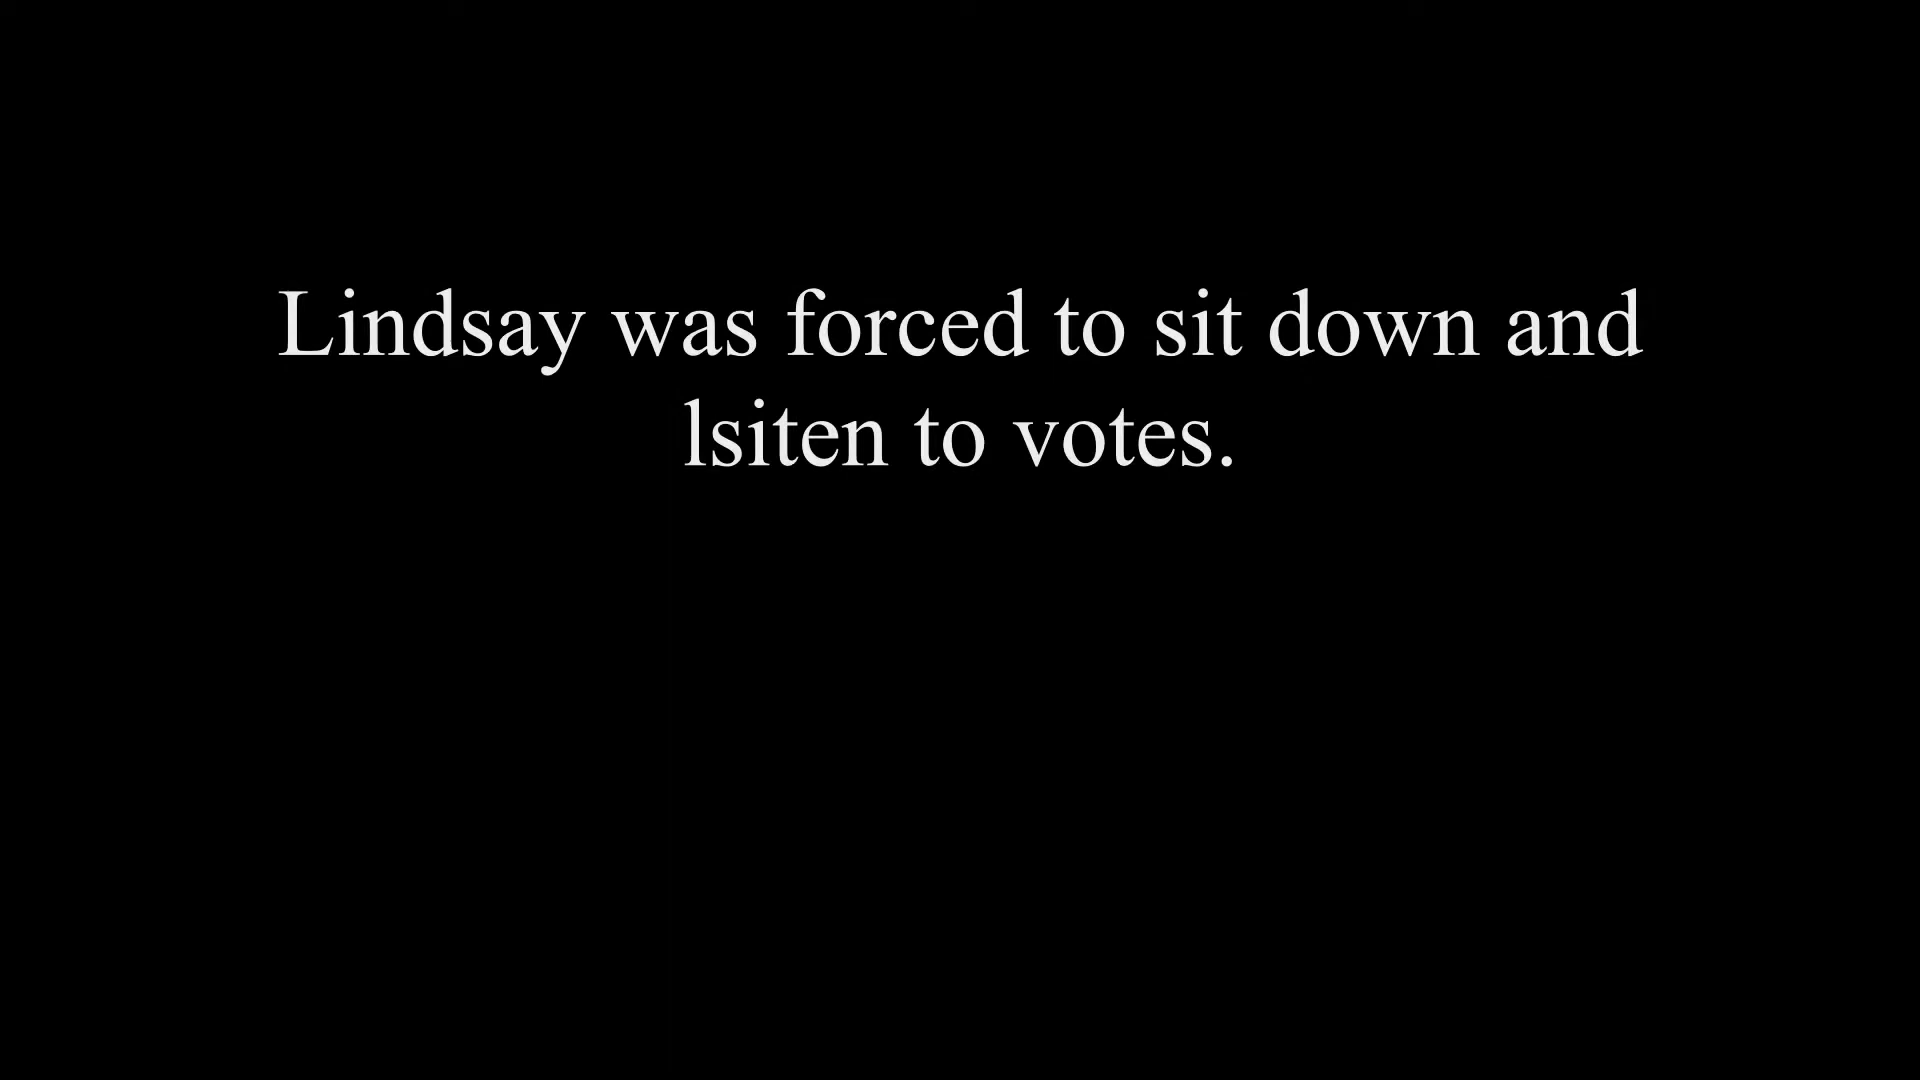 Lindsay was forced to sit down and
lsiten to votes.